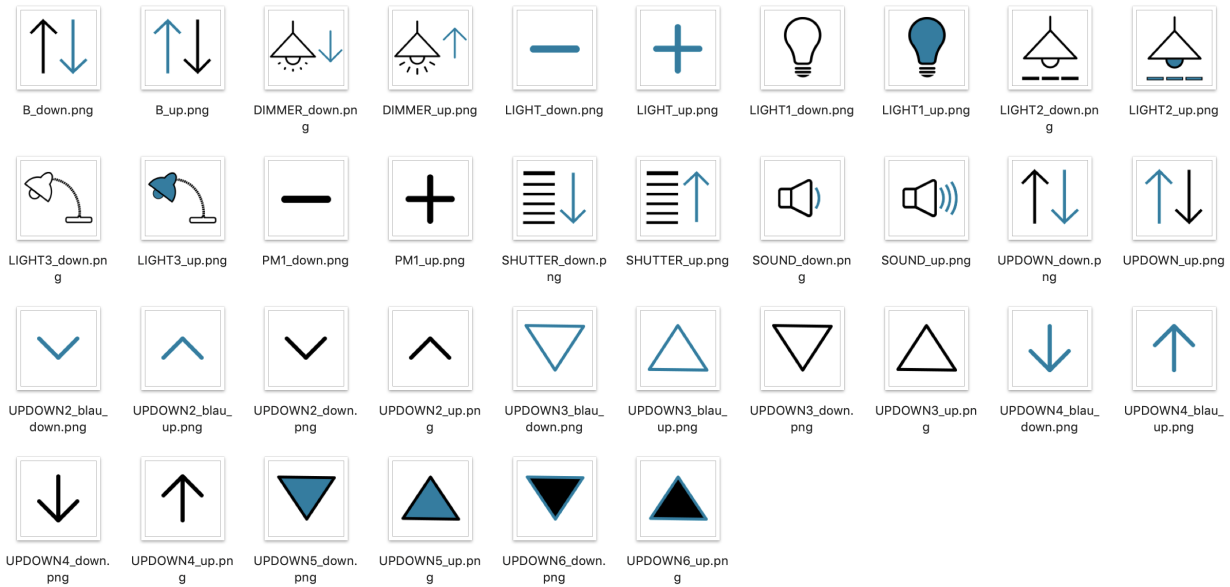 B_down.png
B_up.png
DIMMER_down.pn
g
DIMMER_up.png
LIGHT_down.png
LIGHT_up.png
LIGHT1_down.png
LIGHT1_up.png
LIGHT2_down.pn
g
LIGHT2_up.png
LIGHT3_down.pn
g
LIGHT3_up.png
PM1_down.png
PM1_up.png
SHUTTER_down.p
ng
SHUTTER_up.png
SOUND_down.pn
g
SOUND_up.png
UPDOWN_down.p
ng
UPDOWN_up.png
UPDOWN2_blau_
down.png
UPDOWN2_blau_
up.png
UPDOWN2_down.
png
UPDOWN2_up.pn
g
UPDOWN3_blau_
down.png
UPDOWN3_blau_
up.png
UPDOWN3_down.
png
UPDOWN3_up.pn
g
UPDOWN4_blau_
down.png
UPDOWN4_blau_
up.png
UPDOWN4_down.
png
UPDOWN4_up.pn
g
UPDOWN5_down.
png
UPDOWN5_up.pn
g
UPDOWN6_down.
png
UPDOWN6_up.pn
g